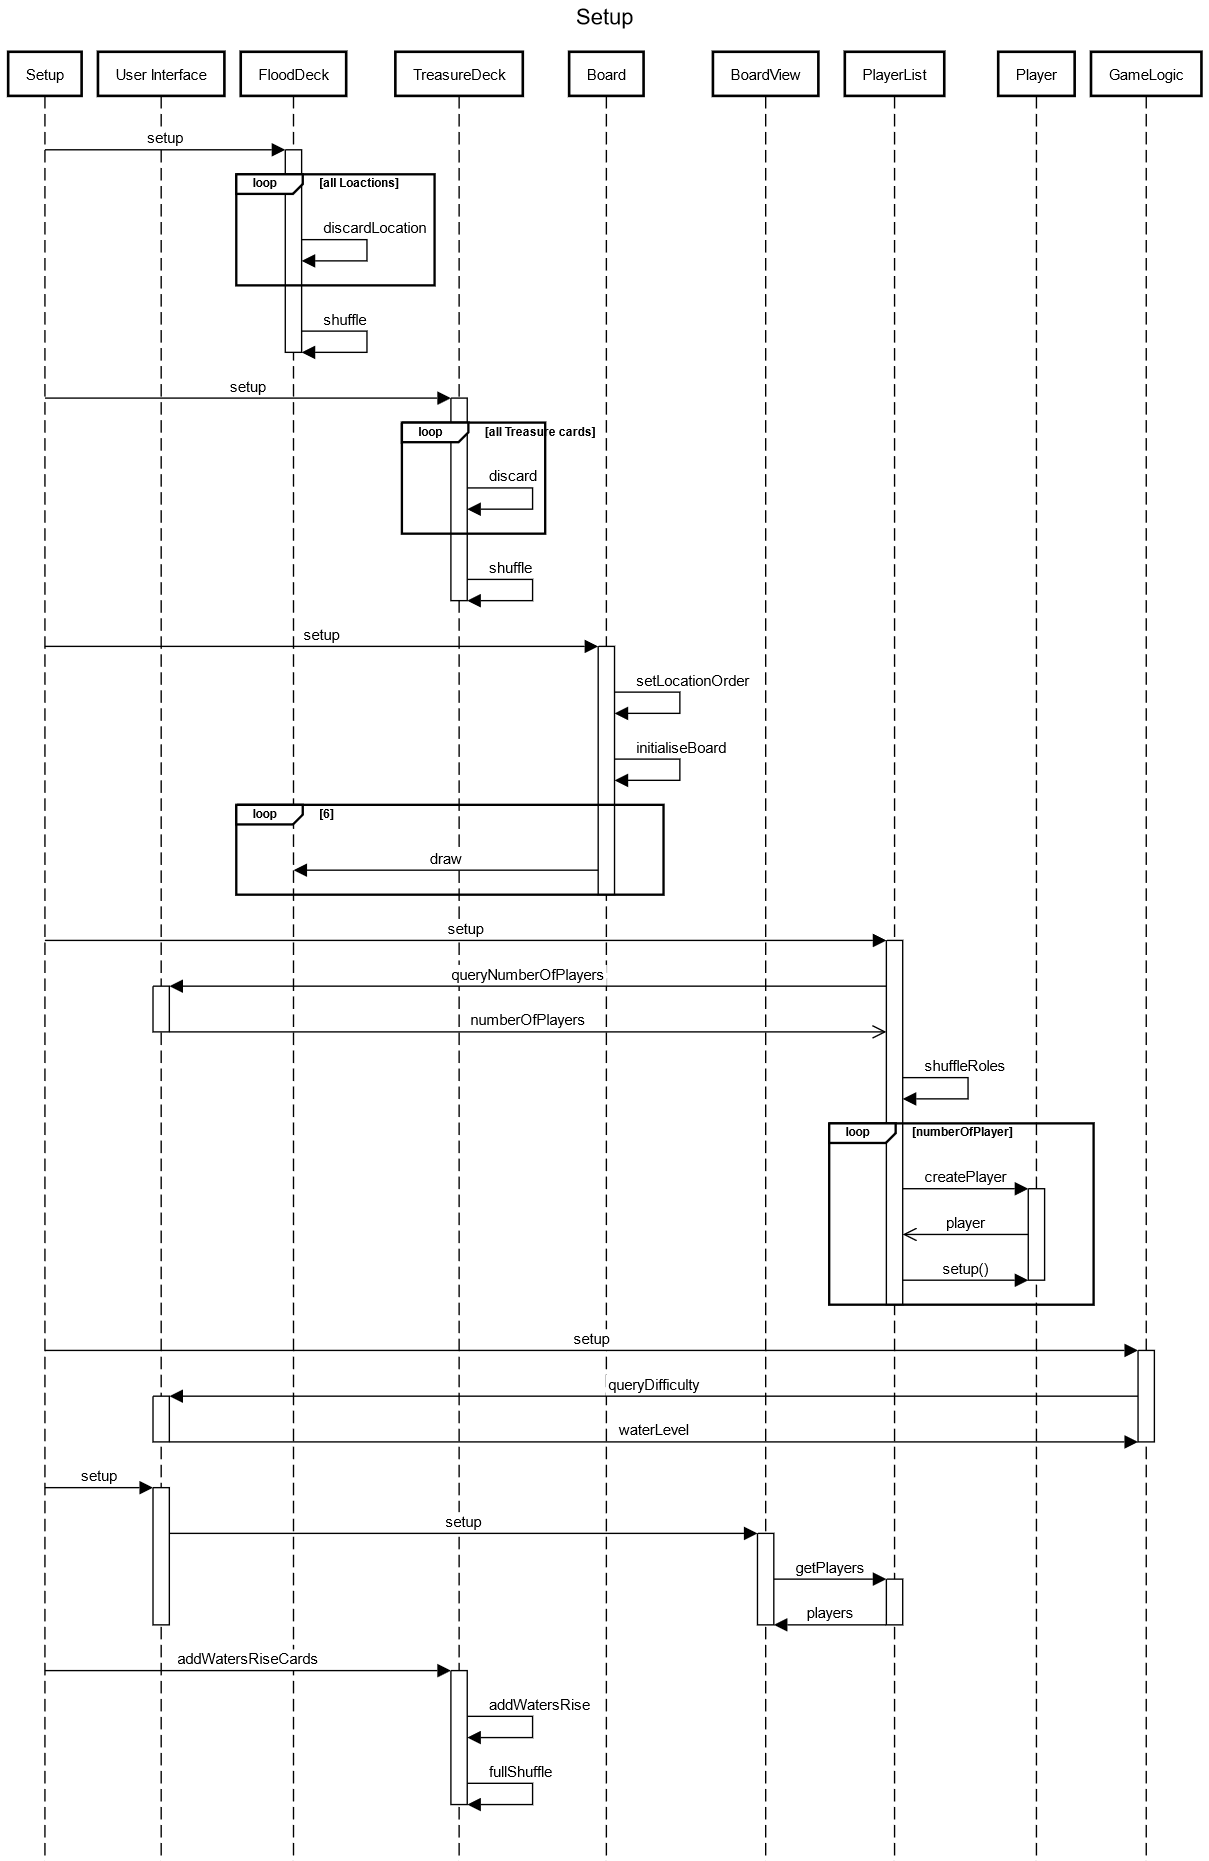 Setup
Setup
User Interface
FloodDeck
TreasureDeck
Board
BoardView
PlayerList
Player
GameLogic
setup
loop
[all Loactions]
discardLocation
shuffle
setup
loop
[all Treasure cards]
discard
shuffle
setup
setLocationOrder
initialiseBoard
loop
[6]
draw
setup
queryNumberOfPlayers
numberOfPlayers
shuffleRoles
loop
[numberOfPlayer]
createPlayer
player
setup()
setup
queryDifficulty
waterLevel
setup
setup
getPlayers
players
addWatersRiseCards
addWatersRise
fullShuffle